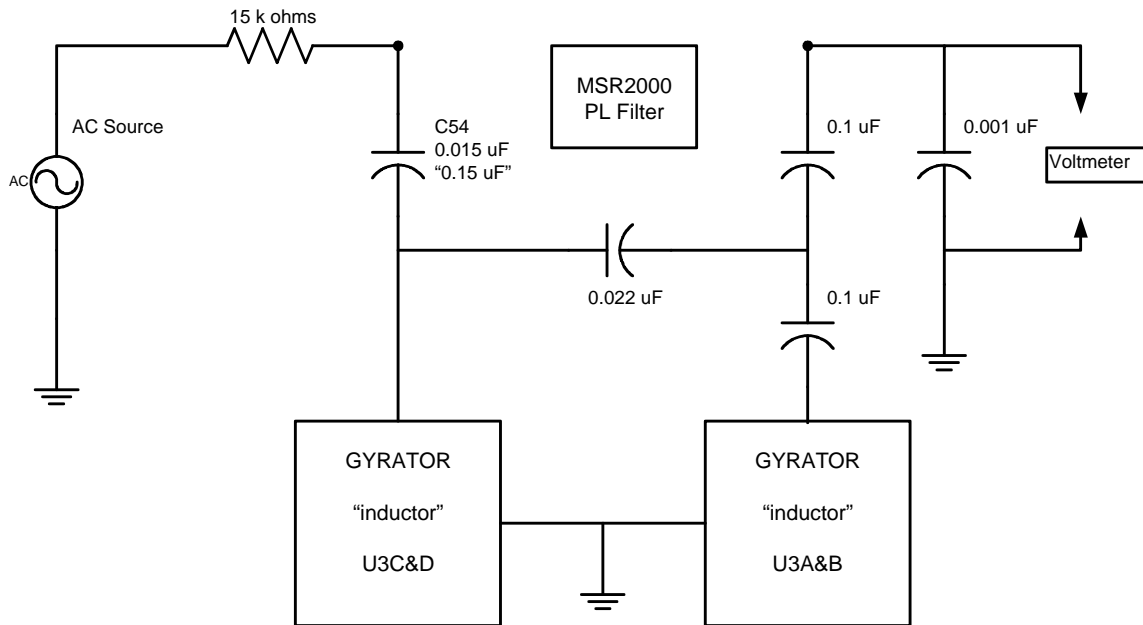 15 k ohms
AC Source
AC
C54
0.015 uF
“0.15 uF”
MSR2000
PL Filter
0.1 uF
0.001 uF
Voltmeter
0.022 uF
0.1 uF
GYRATOR
“inductor”
U3C&D
GYRATOR
“inductor”
U3A&B